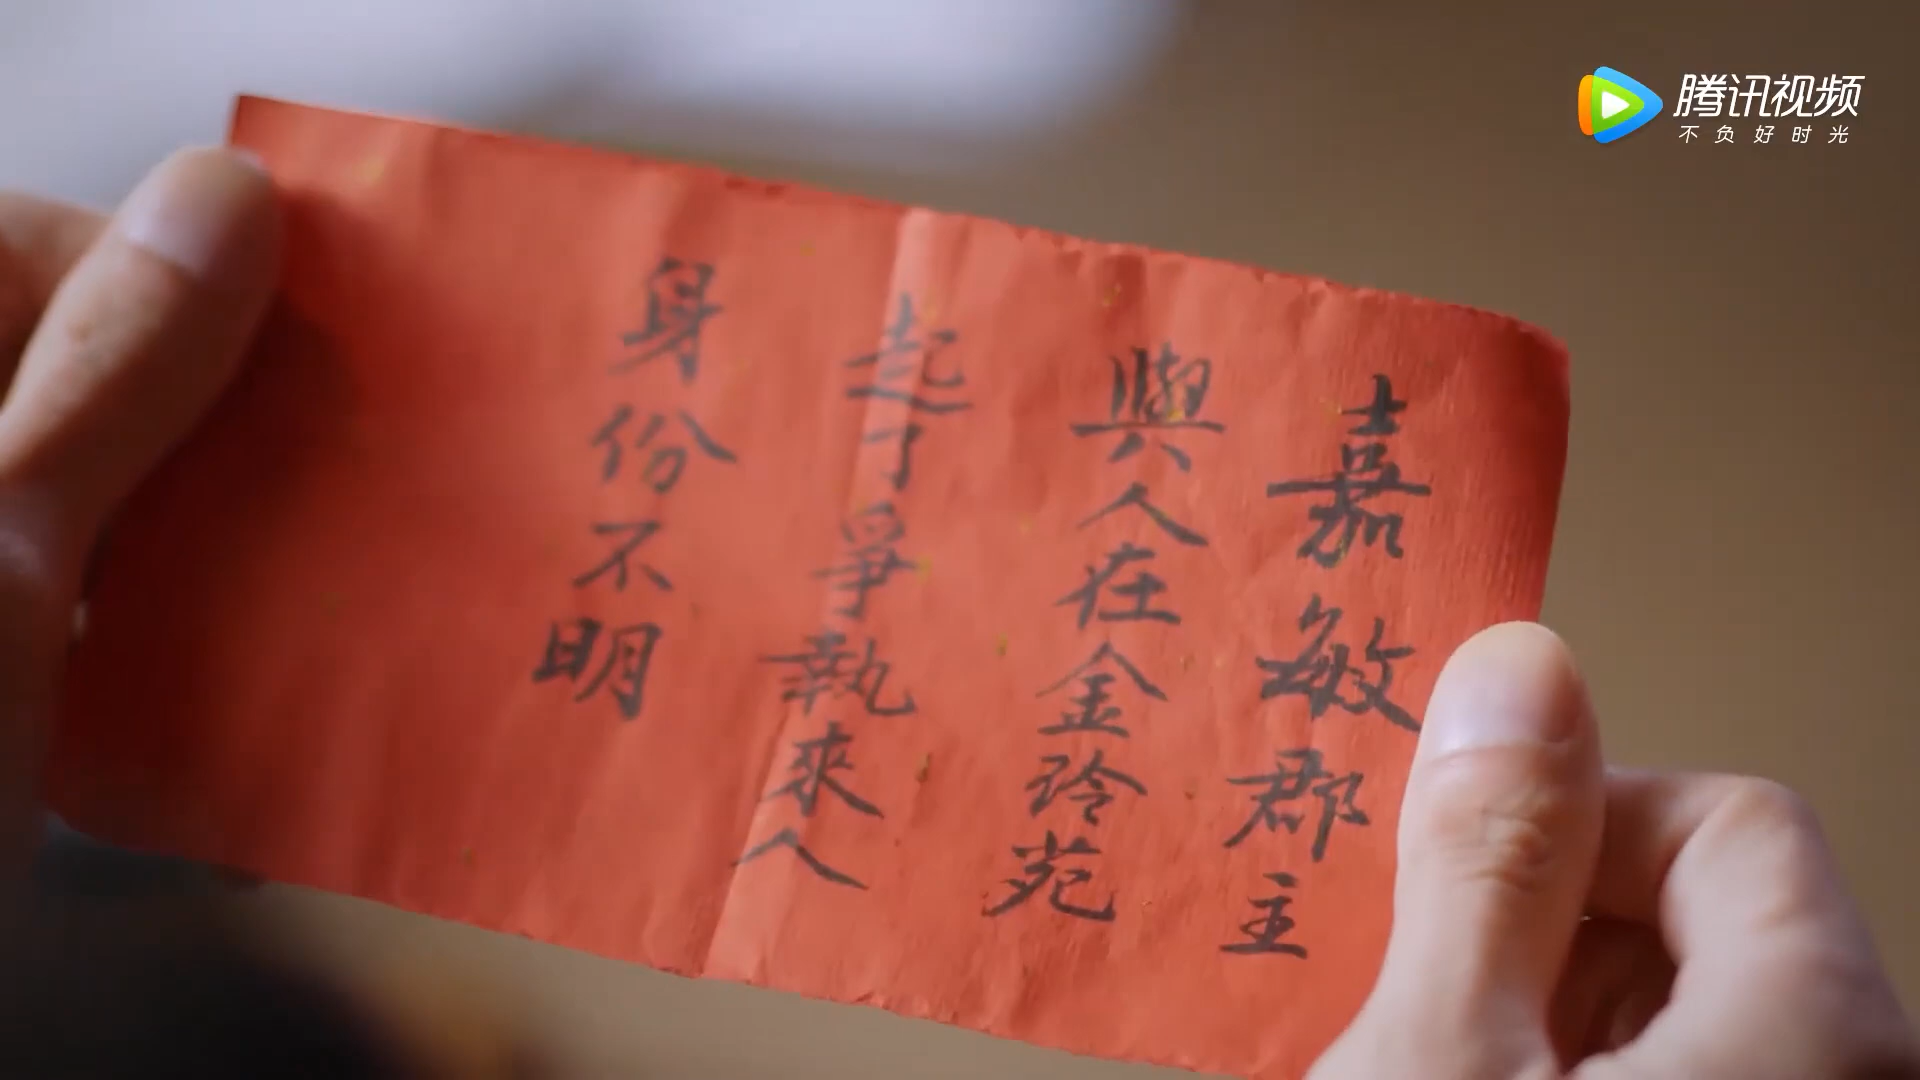 嘉敏郡主
與人在金玲苑
起了爭執來人
身份不明
腾讯视频
不负好时光